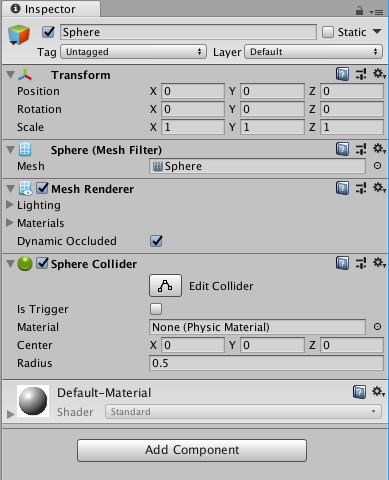 Inspector
Sphere Static
Tag Untagged Layer Default
Transform
Position X 0 Y 0 Z 0
Rotation X 0 Y 0 Z 0
Scale X 1 Y 1 Z 1
Sphere (Mesh Filter)
Mesh Sphere
Mesh Renderer
Lighting
Materials
Dynamic Occluded
Sphere Collider
Edit Collider
Is Trigger
Material None (Physic Material)
Center X 0 Y 0 Z 0
Radius 0.5
Default-Material
Shader Standard
Add Component